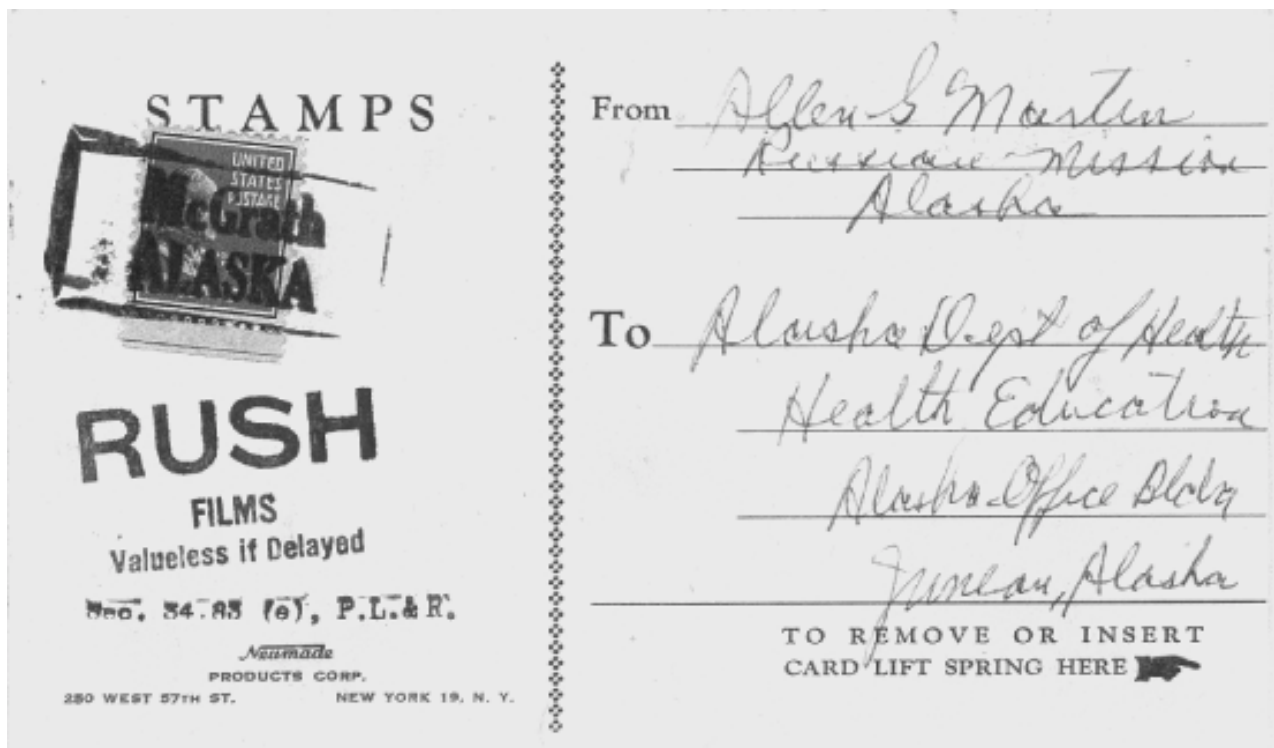 STAMPS
UNITED
STATES
POSTAGE
McGrath
ALASKA
RUSH
FILMS
Valueless if Delayed
Sec. 34.83 (e), P.L.& R.
Neumade
PRODUCTS CORP.
250 WEST 57TH ST. NEW YORK 19, N. Y.
From Allen G Martin
Russian Mission
Alaska
To Alaska Dept of Health
Health Education
Alaska Office Bldg
Juneau, Alaska
TO REMOVE OR INSERT
CARD LIFT SPRING HERE